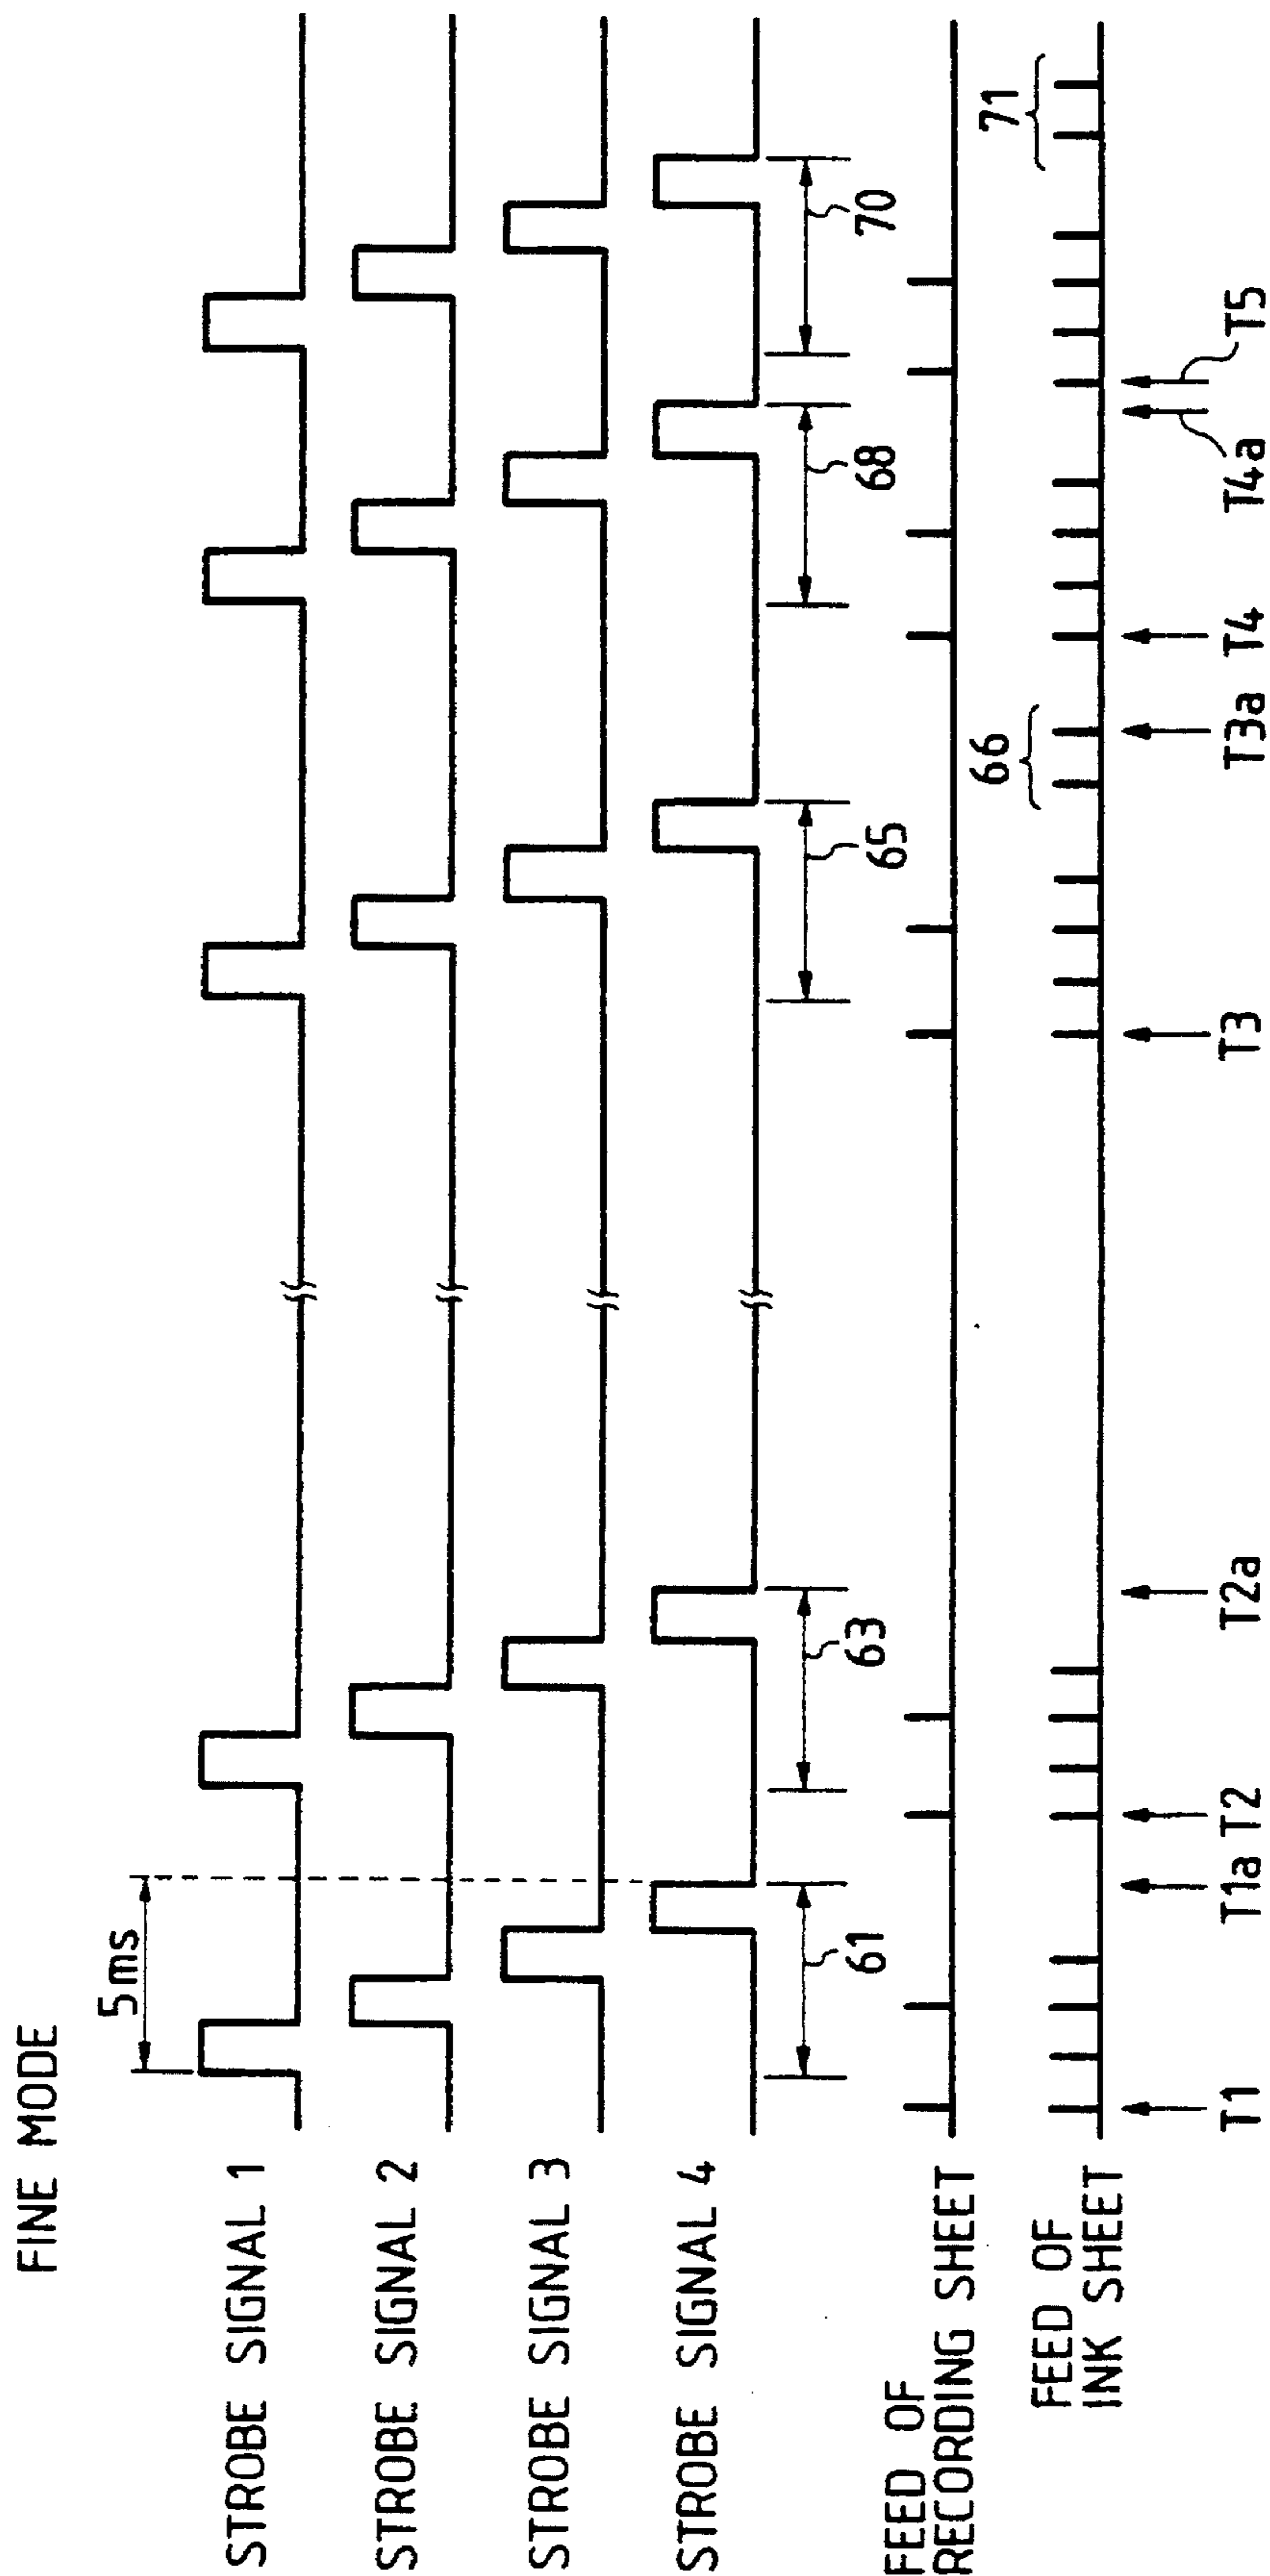 FINE MODE
5ms
STROBE SIGNAL 1
STROBE SIGNAL 2
STROBE SIGNAL 3
STROBE SIGNAL 4
61
63
65
68
70
FEED OF
RECORDING SHEET
66
71
FEED OF
INK SHEET
T1
T1a
T2
T2a
T3
T3a
T4
T4a
T5